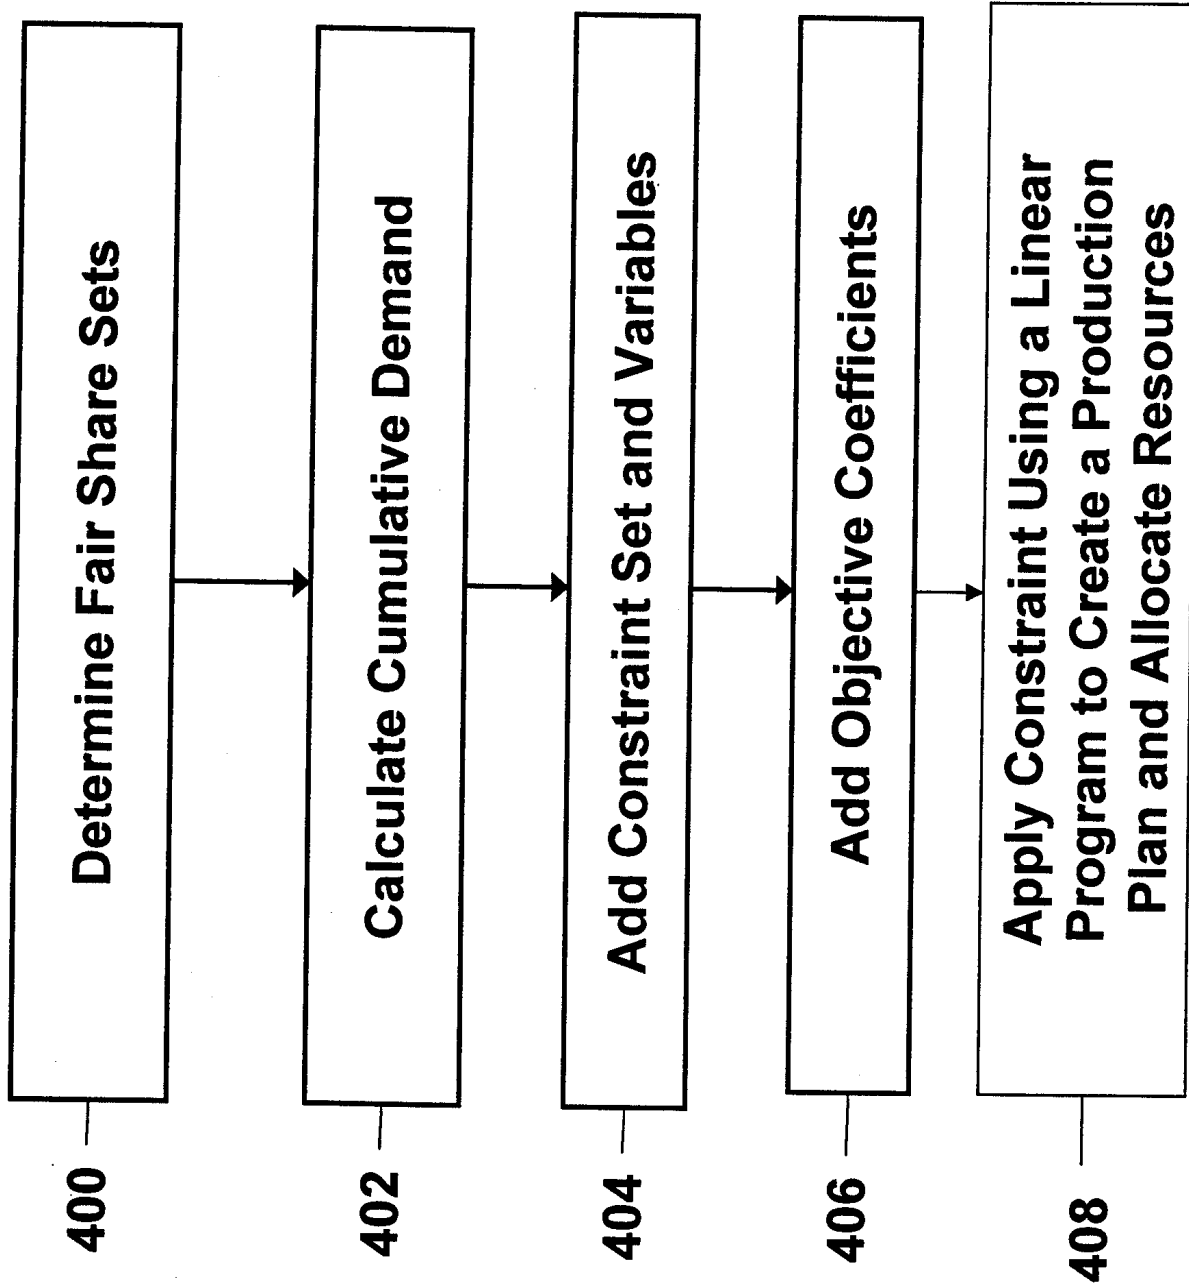 400
Determine Fair Share Sets
402
Calculate Cumulative Demand
404
Add Constraint Set and Variables
406
Add Objective Coefficients
408
Apply Constraint Using a Linear
Program to Create a Production
Plan and Allocate Resources